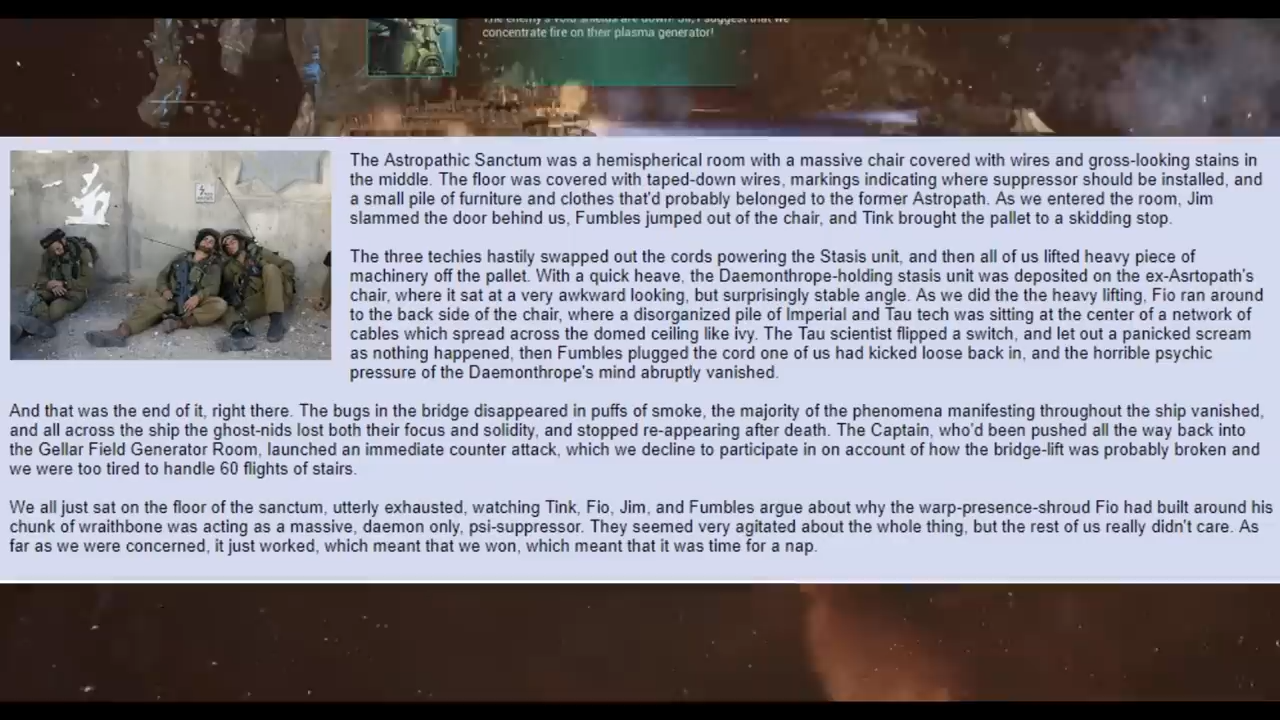 The enemy's void shields are down! Sir, I suggest that we
concentrate fire on their plasma generator!
The Astropathic Sanctum was a hemispherical room with a massive chair covered with wires and gross-looking stains in
the middle. The floor was covered with taped-down wires, markings indicating where suppressor should be installed, and
a small pile of furniture and clothes that'd probably belonged to the former Astropath. As we entered the room, Jim
slammed the door behind us, Fumbles jumped out of the chair, and Tink brought the pallet to a skidding stop.
The three techies hastily swapped out the cords powering the Stasis unit, and then all of us lifted heavy piece of
machinery off the pallet. With a quick heave, the Daemonthrope-holding stasis unit was deposited on the ex-Asrtopath's
chair, where it sat at a very awkward looking, but surprisingly stable angle. As we did the the heavy lifting, Fio ran around
to the back side of the chair, where a disorganized pile of Imperial and Tau tech was sitting at the center of a network of
cables which spread across the domed ceiling like ivy. The Tau scientist flipped a switch, and let out a panicked scream
as nothing happened, then Fumbles plugged the cord one of us had kicked loose back in, and the horrible psychic
pressure of the Daemonthrope's mind abruptly vanished.
And that was the end of it, right there. The bugs in the bridge disappeared in puffs of smoke, the majority of the phenomena manifesting throughout the ship vanished,
and all across the ship the ghost-nids lost both their focus and solidity, and stopped re-appearing after death. The Captain, who'd been pushed all the way back into
the Gellar Field Generator Room, launched an immediate counter attack, which we decline to participate in on account of how the bridge-lift was probably broken and
we were too tired to handle 60 flights of stairs.
We all just sat on the floor of the sanctum, utterly exhausted, watching Tink, Fio, Jim, and Fumbles argue about why the warp-presence-shroud Fio had built around his
chunk of wraithbone was acting as a massive, daemon only, psi-suppressor. They seemed very agitated about the whole thing, but the rest of us really didn't care. As
far as we were concerned, it just worked, which meant that we won, which meant that it was time for a nap.